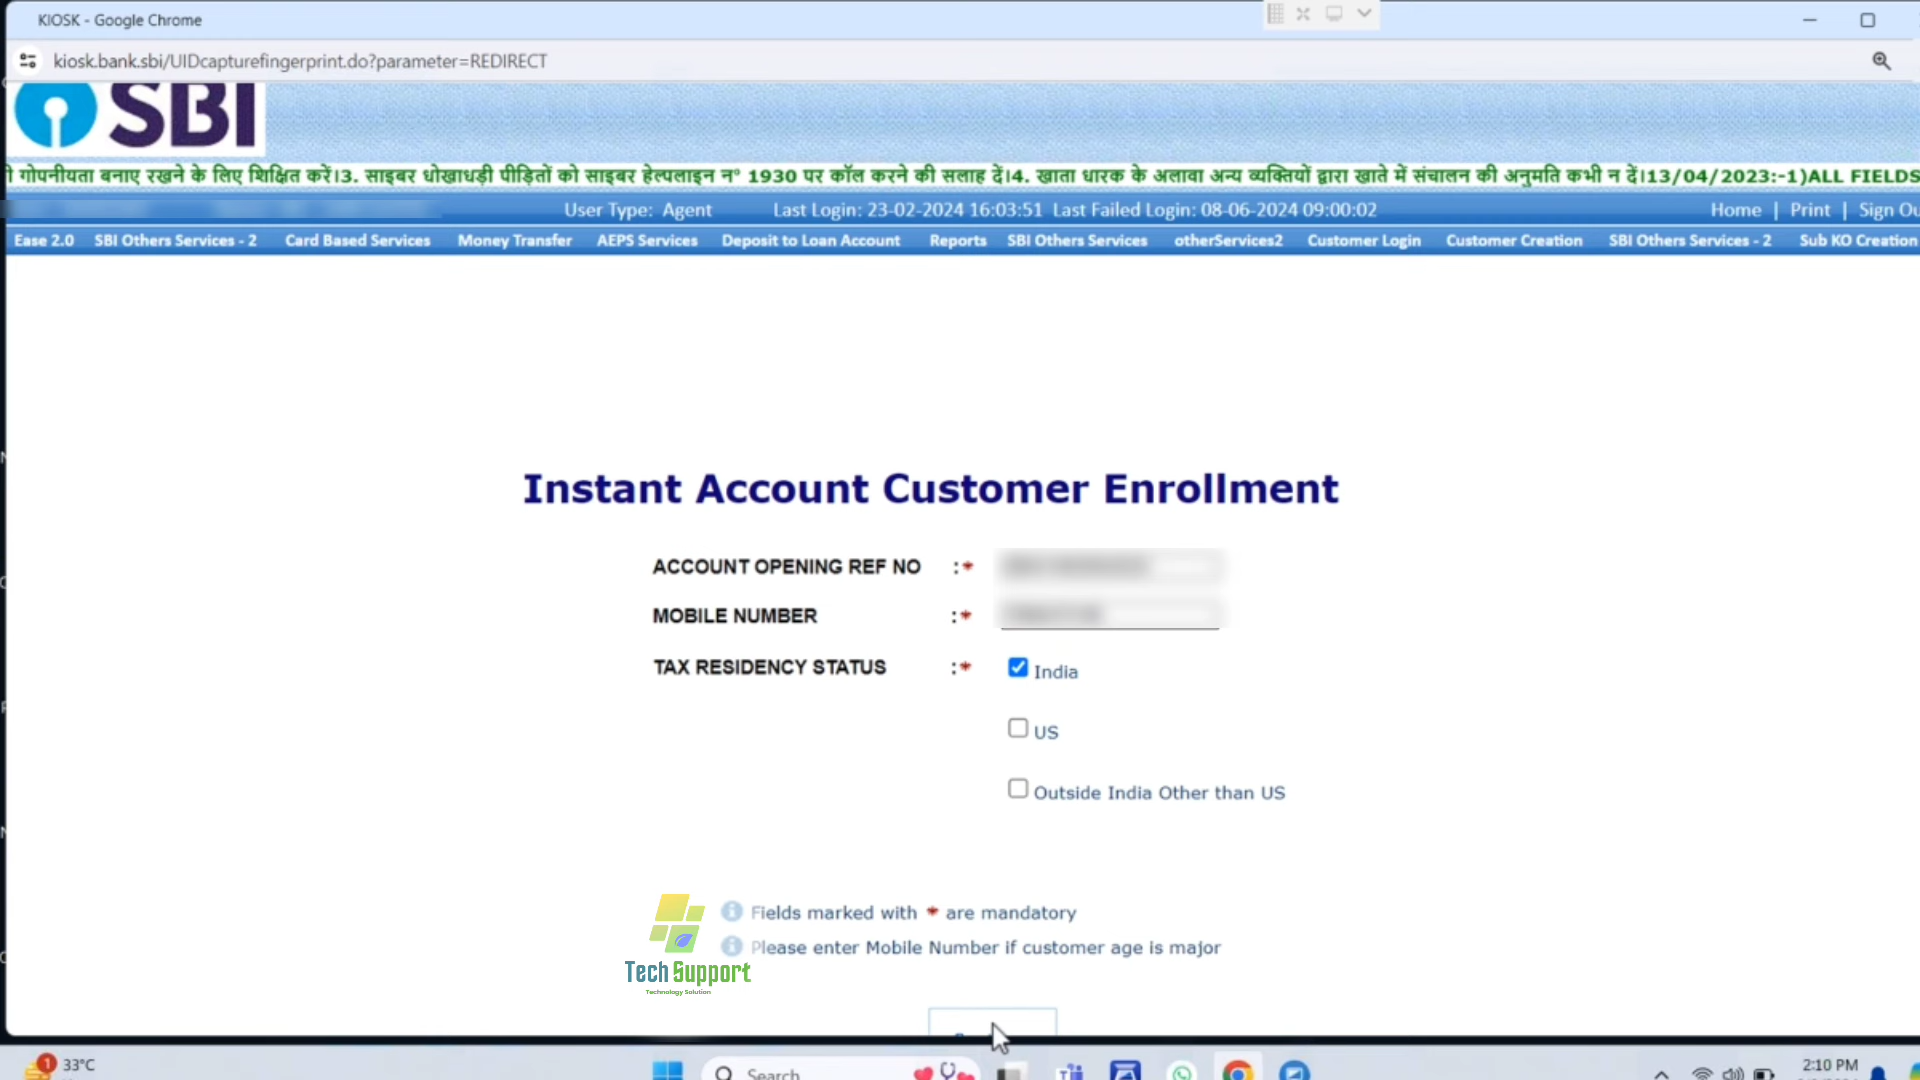 KIOSK - Google Chrome
kiosk.bank.sbi/UIDcapturefingerprint.do?parameter=REDIRECT
SBI
गोपनीयता बनाए रखने के लिए शिक्षित करें।3. साइबर धोखाधड़ी पीड़ितों को साइबर हेल्पलाइन न° 1930 पर कॉल करने की सलाह दें।4. खाता धारक के अलावा अन्य व्यक्तियों द्वारा खाते में संचालन की अनुमति कभी न दें।13/04/2023:-1)ALL FIELDS
User Type: Agent Last Login: 23-02-2024 16:03:51 Last Failed Login: 08-06-2024 09:00:02 Home | Print | Sign Ou
Ease 2.0 SBI Others Services - 2 Card Based Services Money Transfer AEPS Services Deposit to Loan Account Reports SBI Others Services otherServices2 Customer Login Customer Creation SBI Others Services - 2 Sub KO Creation
Instant Account Customer Enrollment
ACCOUNT OPENING REF NO :*
MOBILE NUMBER :*
TAX RESIDENCY STATUS :* India
US
Outside India Other than US
Fields marked with * are mandatory
Please enter Mobile Number if customer age is major
Tech Support
Technology Solution
1 33°C
Search
2:10 PM